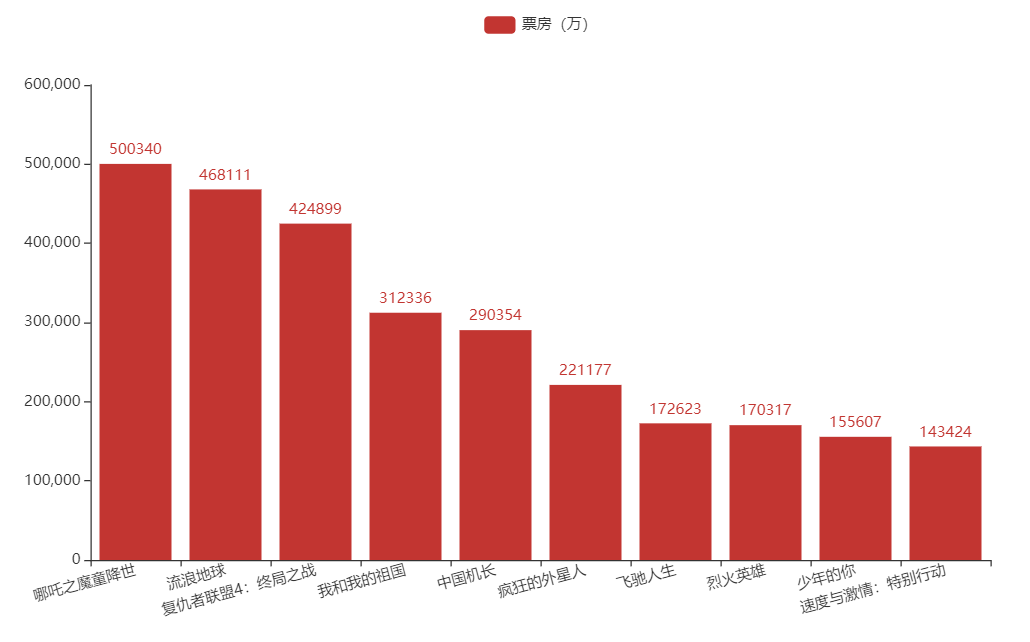 票房（万）
600,000
500,000
400,000
300,000
200,000
100,000
0
500340
468111
424899
312336
290354
221177
172623
170317
155607
143424
哪吒之魔童降世
流浪地球
复仇者联盟4：终局之战
我和我的祖国
中国机长
疯狂的外星人
飞驰人生
烈火英雄
少年的你
速度与激情：特别行动